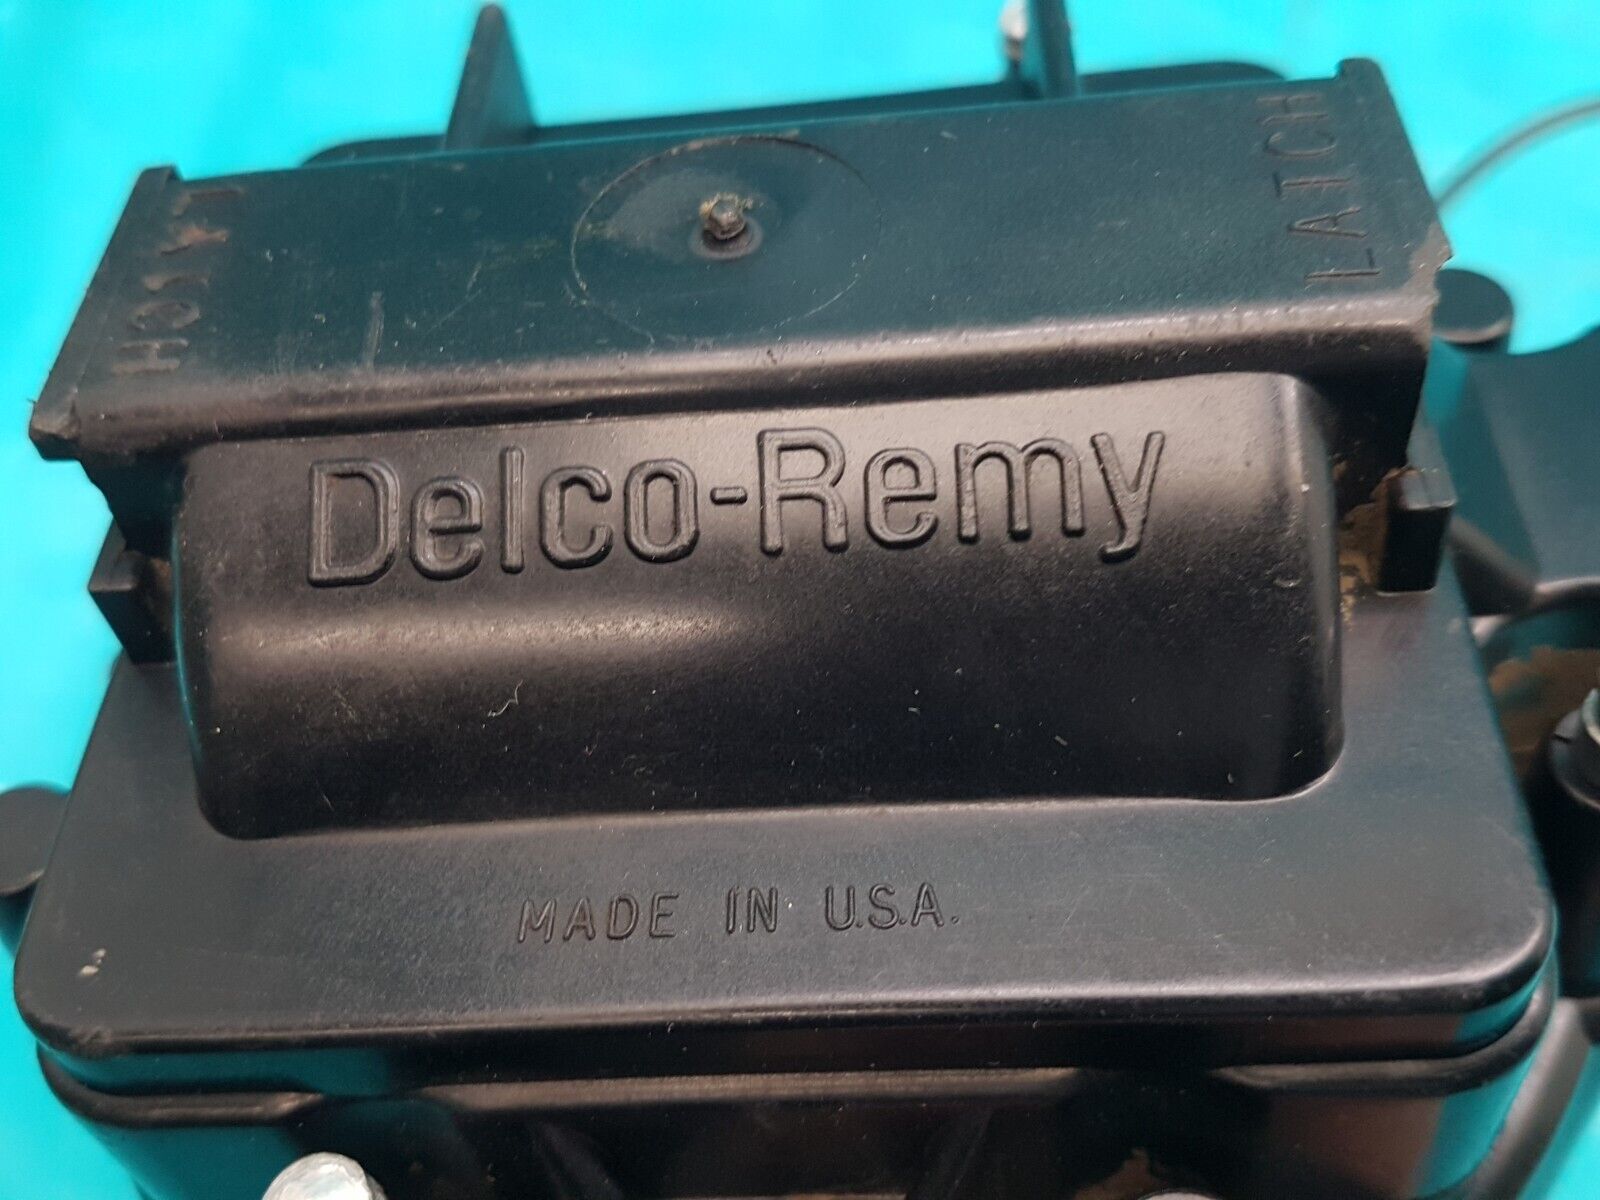 LATCH
LATCH
Delco-Remy
MADE IN U.S.A.